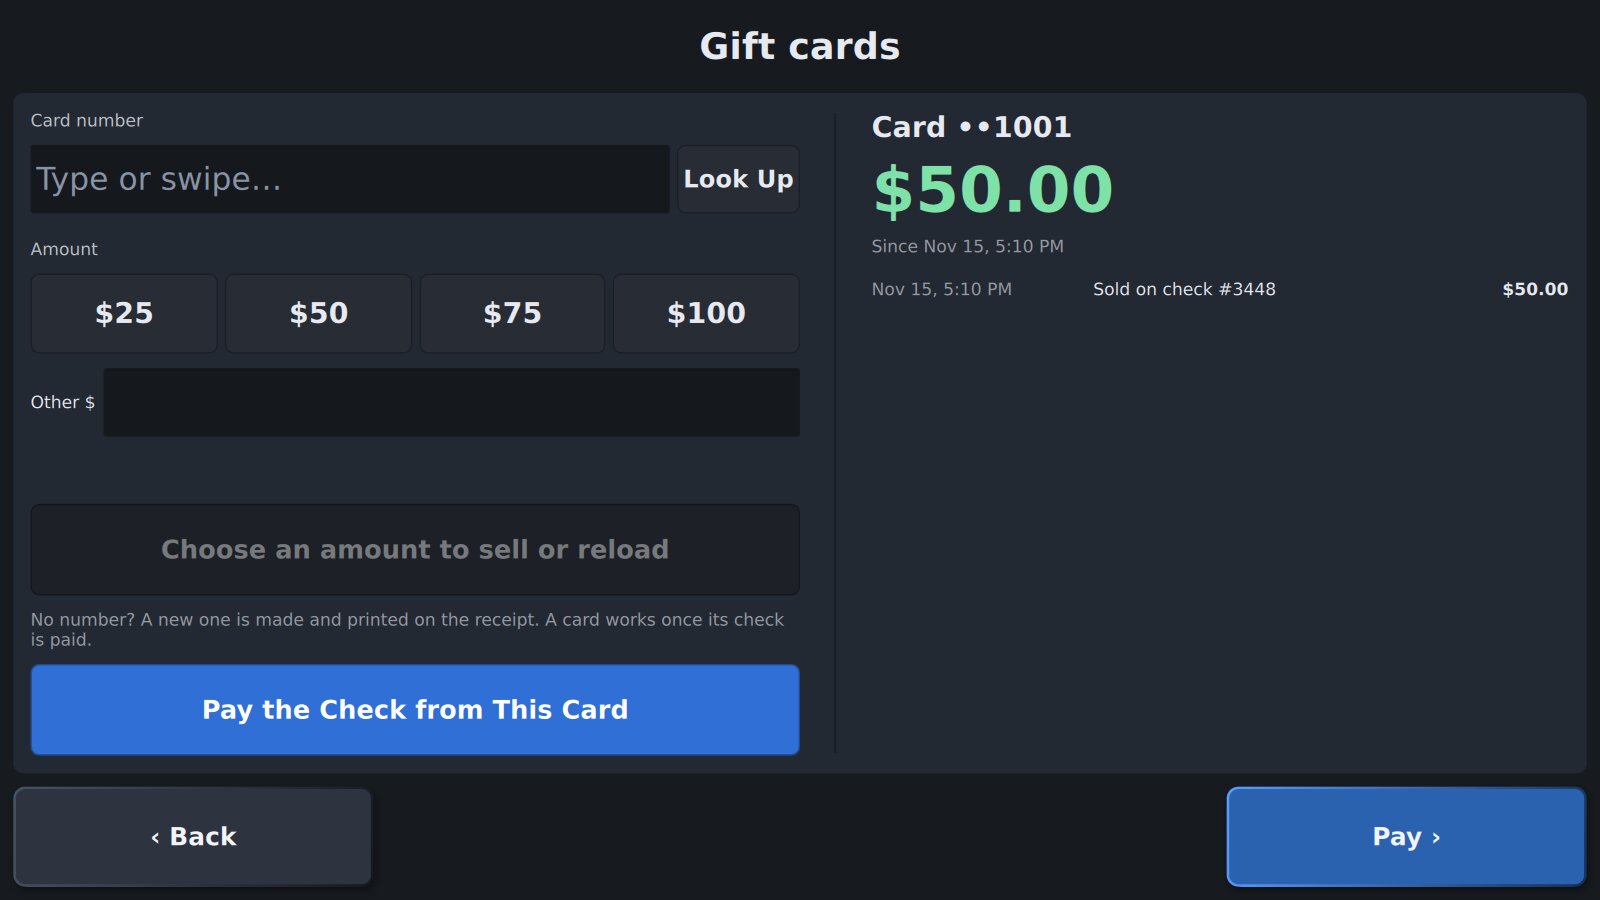 Gift cards
Card number
Type or swipe...
Look Up
Amount
$25
$50
$75
$100
Other $
Choose an amount to sell or reload
No number? A new one is made and printed on the receipt. A card works once its check
is paid.
Pay the Check from This Card
Card ••1001
$50.00
Since Nov 15, 5:10 PM
Nov 15, 5:10 PM Sold on check #3448 $50.00
‹ Back
Pay ›